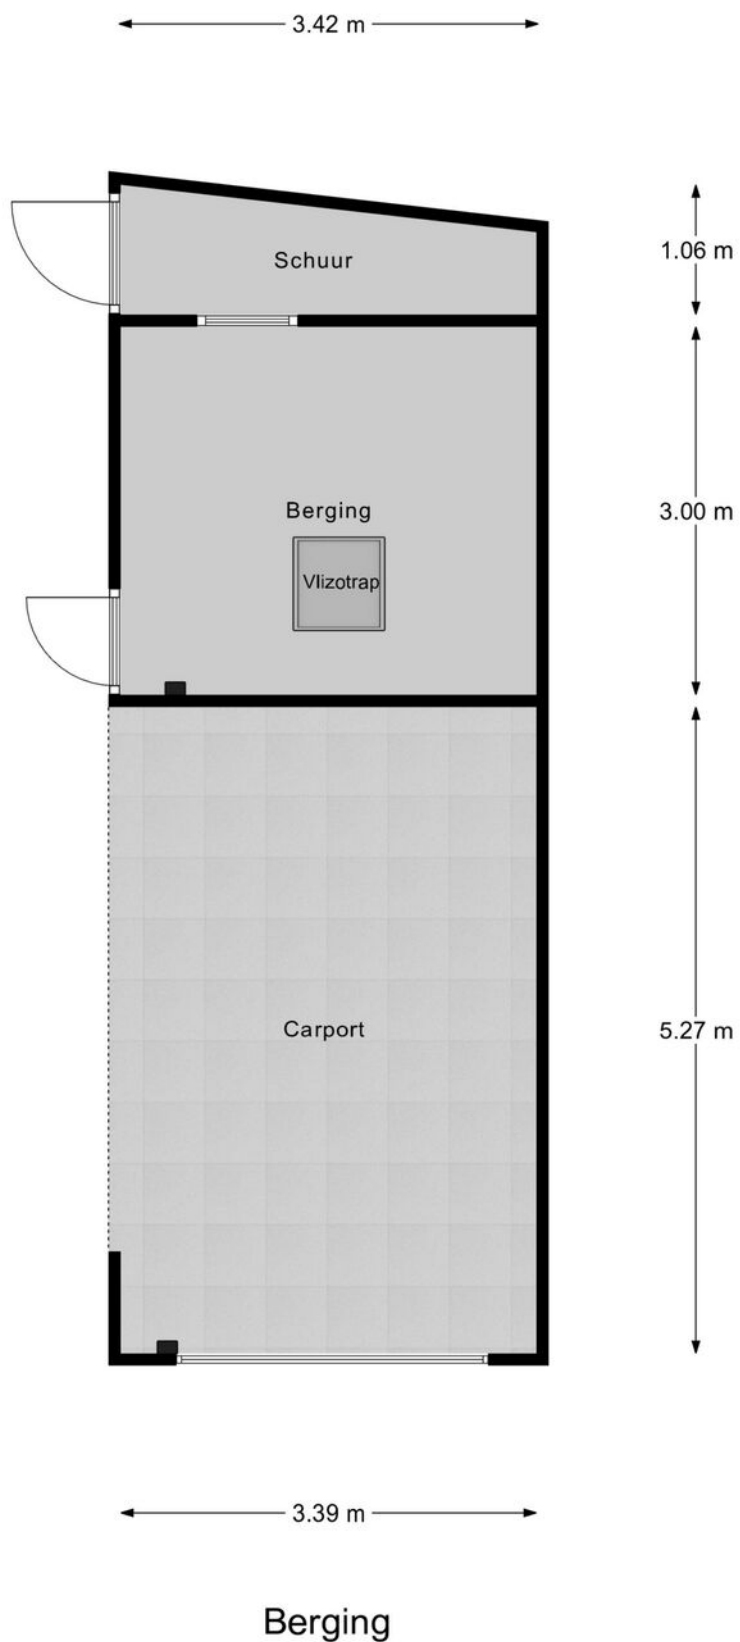 3.42 m
1.06 m
Schuur
3.00 m
Berging
Vlizotrap
5.27 m
Carport
3.39 m
Berging